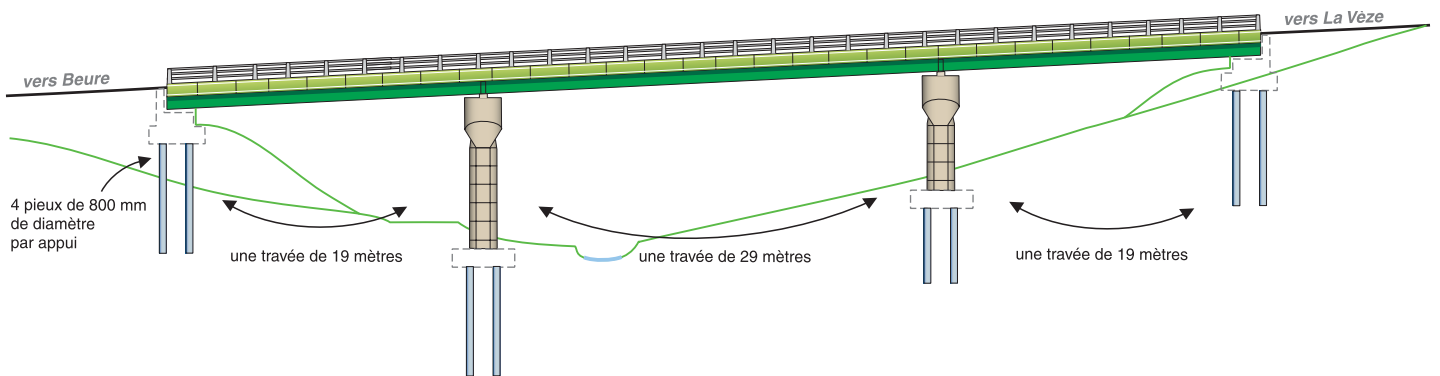 vers La Vèze
vers Beure
4 pieux de 800 mm
de diamètre
par appui
une travée de 19 mètres
une travée de 29 mètres
une travée de 19 mètres